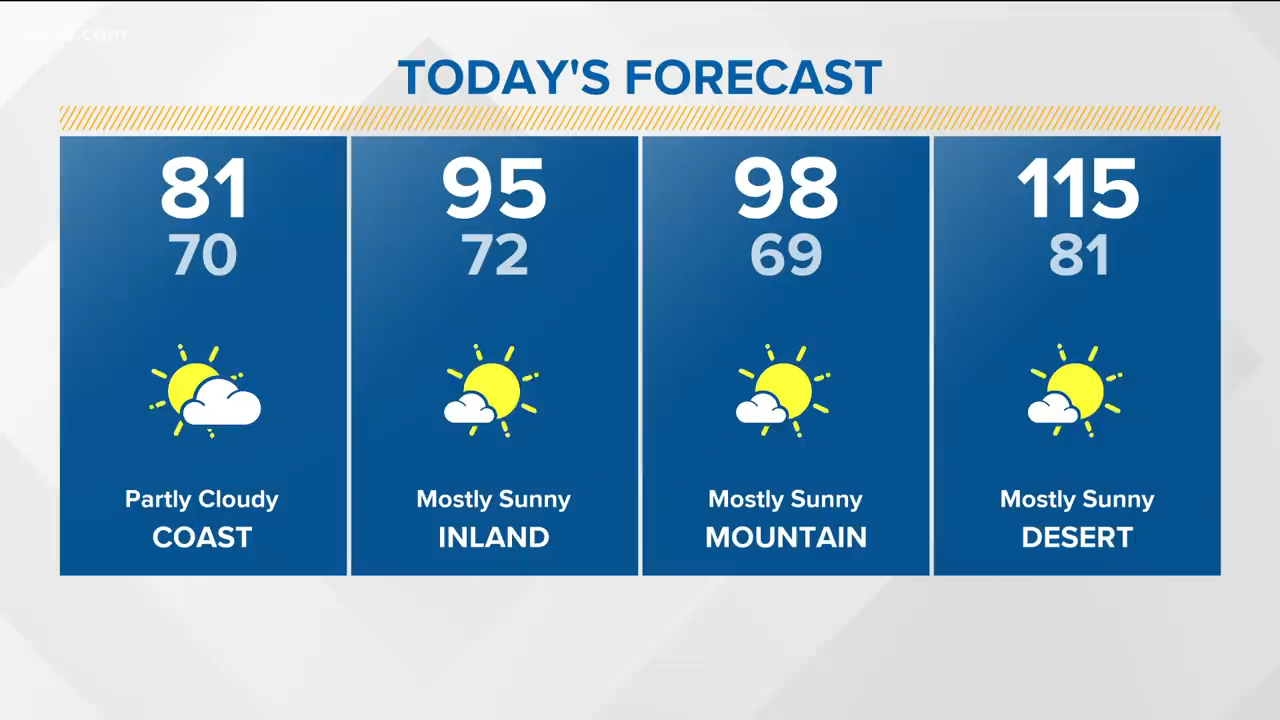 TODAY'S FORECAST
81
70
Partly Cloudy
COAST
95
72
Mostly Sunny
INLAND
98
69
Mostly Sunny
MOUNTAIN
115
81
Mostly Sunny
DESERT